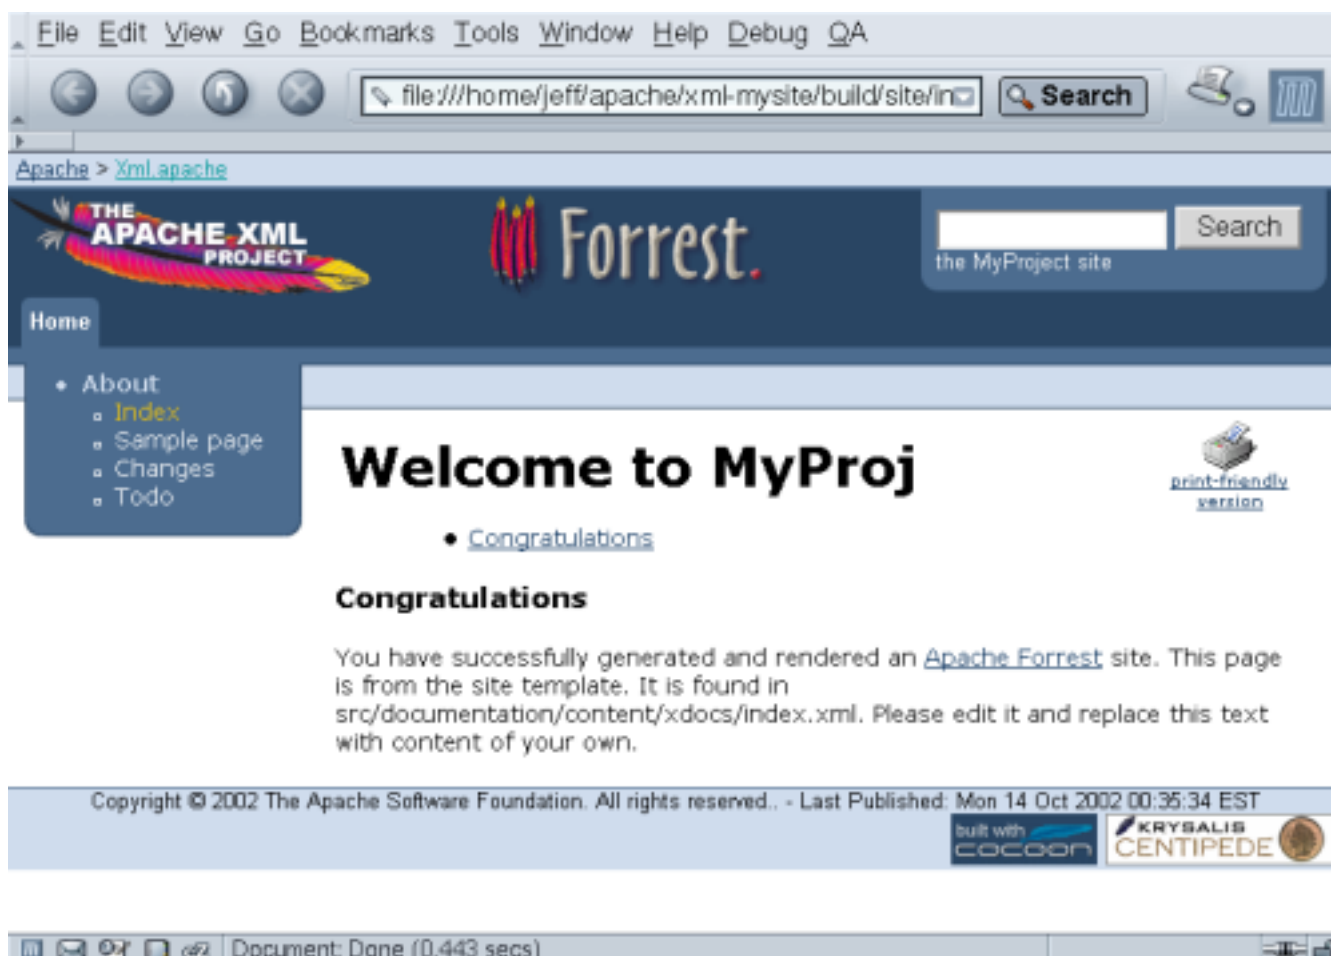 File Edit View Go Bookmarks Tools Window Help Debug QA
file:///home/jeff/apache/xml-mysite/build/site/in
Search
Apache > Xml.apache
THE
APACHE XML
PROJECT
Forrest.
Search
the MyProject site
Home
About
Index
Sample page
Changes
Todo
Welcome to MyProj
print-friendly
version
Congratulations
Congratulations
You have successfully generated and rendered an Apache Forrest site. This page
is from the site template. It is found in
src/documentation/content/xdocs/index.xml. Please edit it and replace this text
with content of your own.
Copyright © 2002 The Apache Software Foundation. All rights reserved.. - Last Published: Mon 14 Oct 2002 00:35:34 EST
built with
cocoon
KRYSALIS
CENTIPEDE
Document: Done (0.443 secs)